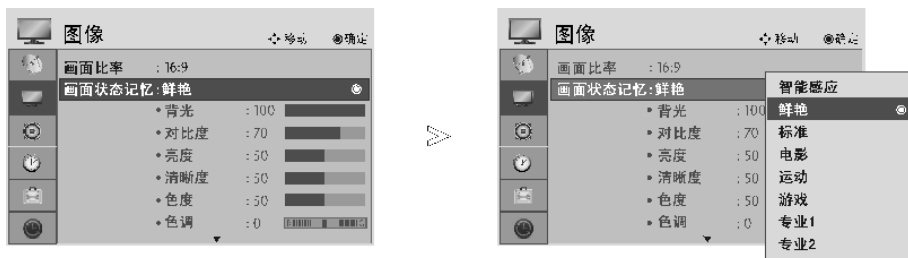 图像 移动 确定
画面比率 : 16:9
画面状态记忆:鲜艳
• 背光 : 100
• 对比度 : 70
• 亮度 : 50
• 清晰度 : 50
• 色度 : 50
• 色调 : 0
>
图像 移动 确定
画面比率 : 16:9
画面状态记忆:鲜艳
• 背光 : 100
• 对比度 : 70
• 亮度 : 50
• 清晰度 : 50
• 色度 : 50
• 色调 : 0
智能感应
鲜艳
标准
电影
运动
游戏
专业1
专业2